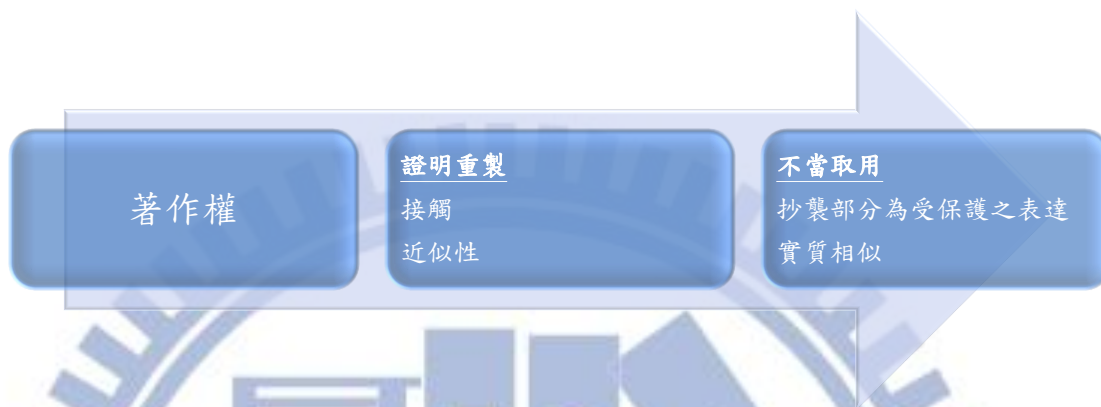 著作權
證明重製
接觸
近似性
不當取用
抄襲部分為受保護之表達
實質相似